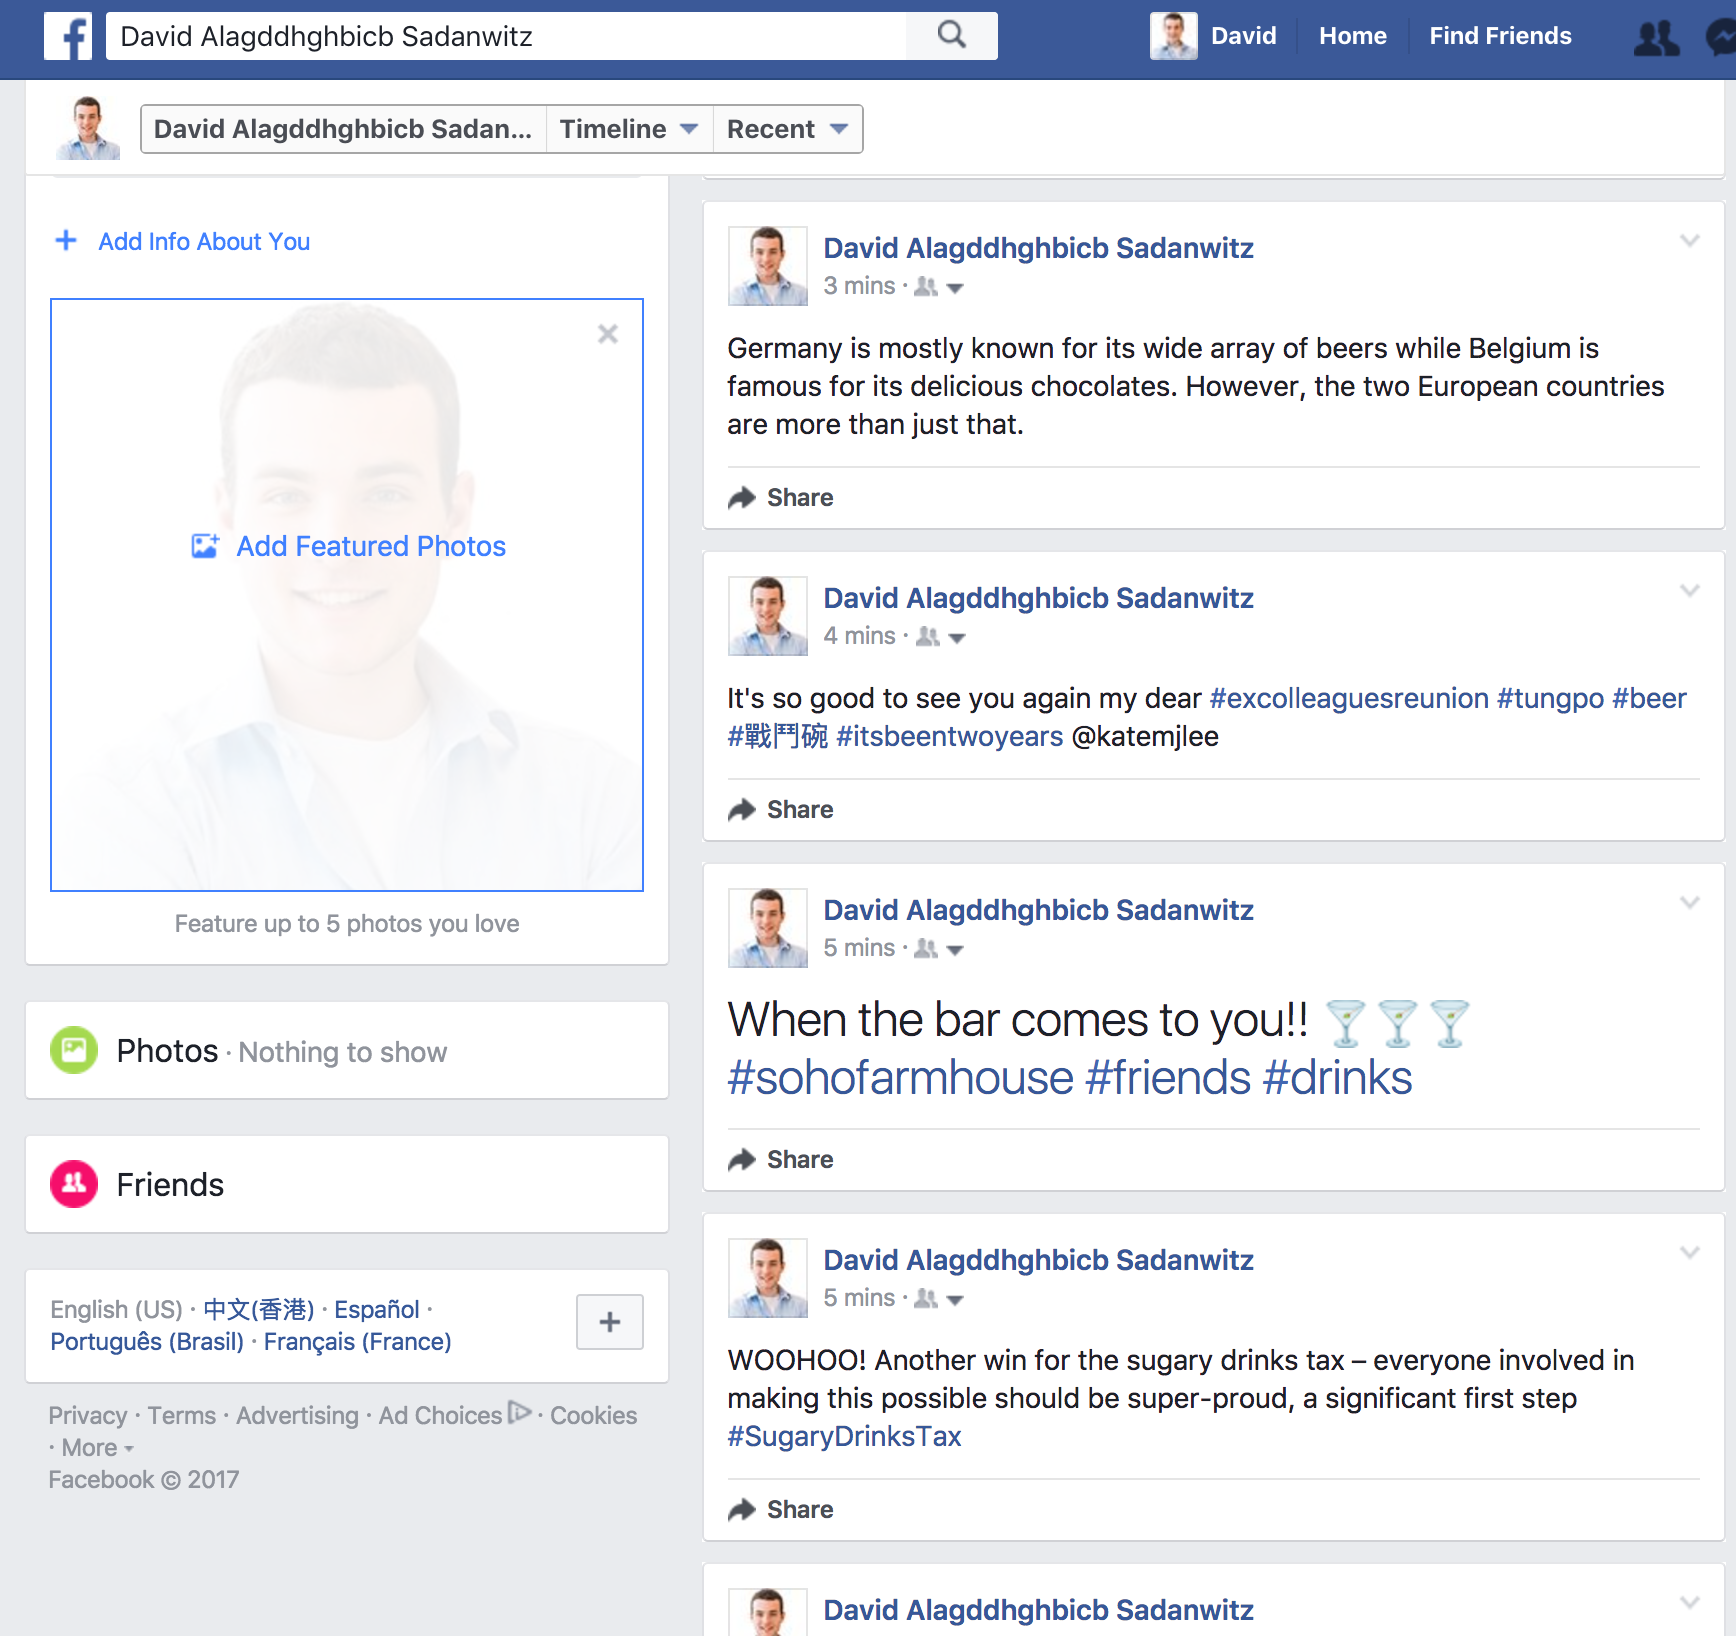 f David Alagddhghbicb Sadanwitz
David Home Find Friends
David Alagddhghbicb Sadan... Timeline Recent
+ Add Info About You
Add Featured Photos
Feature up to 5 photos you love
Photos · Nothing to show
Friends
English (US) · 中文(香港) · Español ·
Português (Brasil) · Français (France)
+
Privacy · Terms · Advertising · Ad Choices · Cookies
· More
Facebook © 2017
David Alagddhghbicb Sadanwitz
3 mins ·
Germany is mostly known for its wide array of beers while Belgium is
famous for its delicious chocolates. However, the two European countries
are more than just that.
Share
David Alagddhghbicb Sadanwitz
4 mins ·
It's so good to see you again my dear #excolleaguesreunion #tungpo #beer
#戰鬥碗 #itsbeentwoyears @katemjlee
Share
David Alagddhghbicb Sadanwitz
5 mins ·
When the bar comes to you!! 🍸🍸🍸
#sohofarmhouse #friends #drinks
Share
David Alagddhghbicb Sadanwitz
5 mins ·
WOOHOO! Another win for the sugary drinks tax – everyone involved in
making this possible should be super-proud, a significant first step
#SugaryDrinksTax
Share
David Alagddhghbicb Sadanwitz